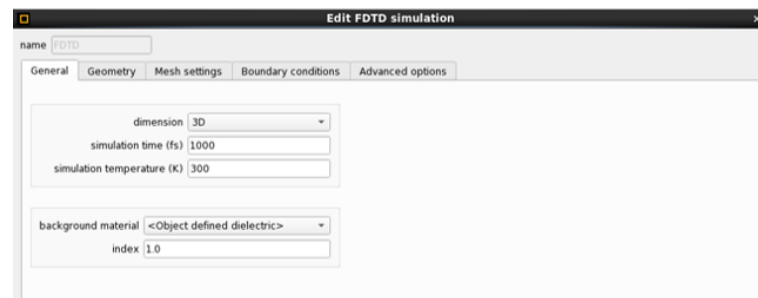 Edit FDTD simulation
name FDTD
General Geometry Mesh settings Boundary conditions Advanced options
dimension 3D
simulation time (fs) 1000
simulation temperature (K) 300
background material <Object defined dielectric>
index 1.0